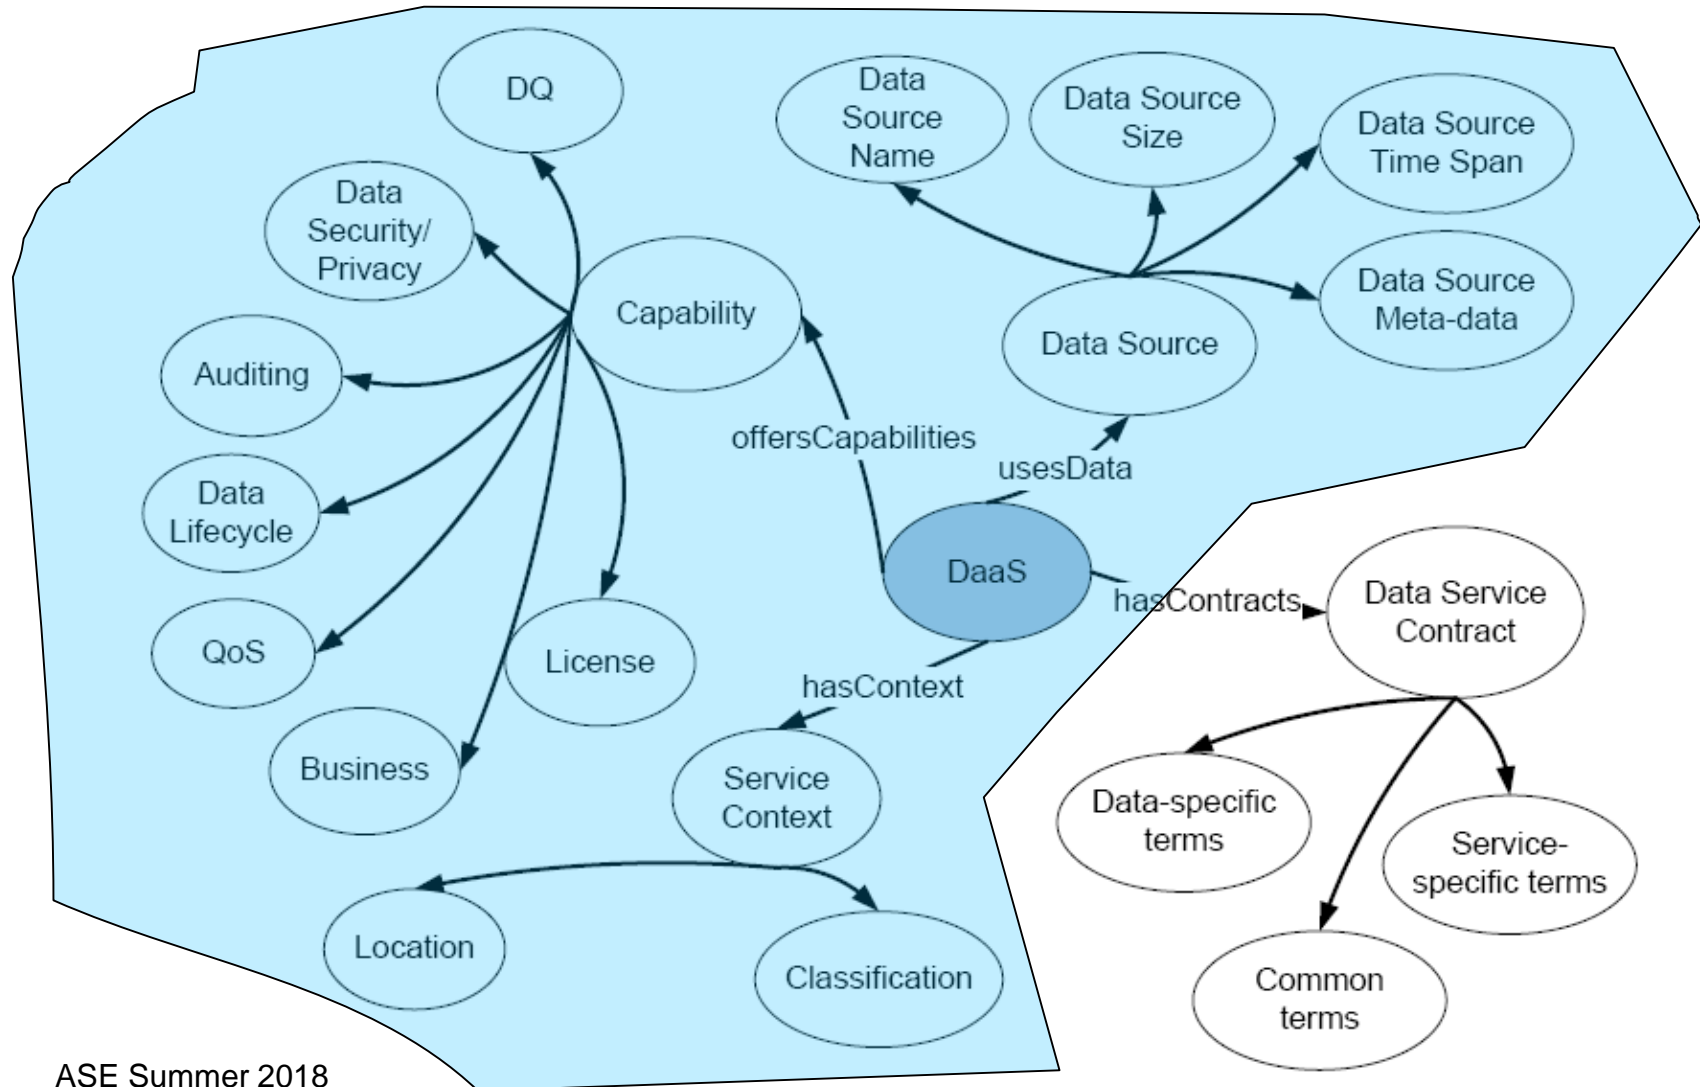 DQ
Data
Source
Name
Data Source
Size
Data Source
Time Span
Data
Security/
Privacy
Capability
Data Source
Meta-data
Data Source
Auditing
offersCapabilities
usesData
Data
Lifecycle
DaaS
hasContracts
Data Service
Contract
QoS
License
hasContext
Business
Service
Context
Data-specific
terms
Service-
specific terms
Location
Classification
Common
terms
ASE Summer 2018